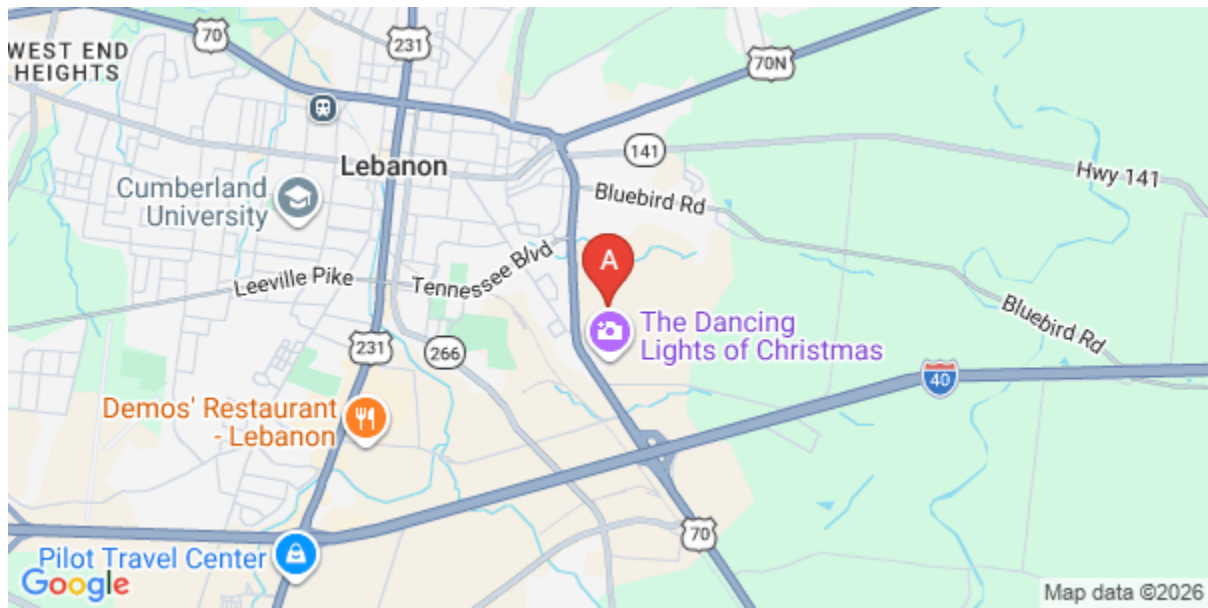 70
231
WEST END
HEIGHTS
70N
Lebanon
141
Hwy 141
Cumberland
University
Bluebird Rd
Tennessee Blvd
A
Leeville Pike
The Dancing
Lights of Christmas
Bluebird Rd
231
266
40
Demos' Restaurant
- Lebanon
70
Pilot Travel Center
Google
Map data ©2026